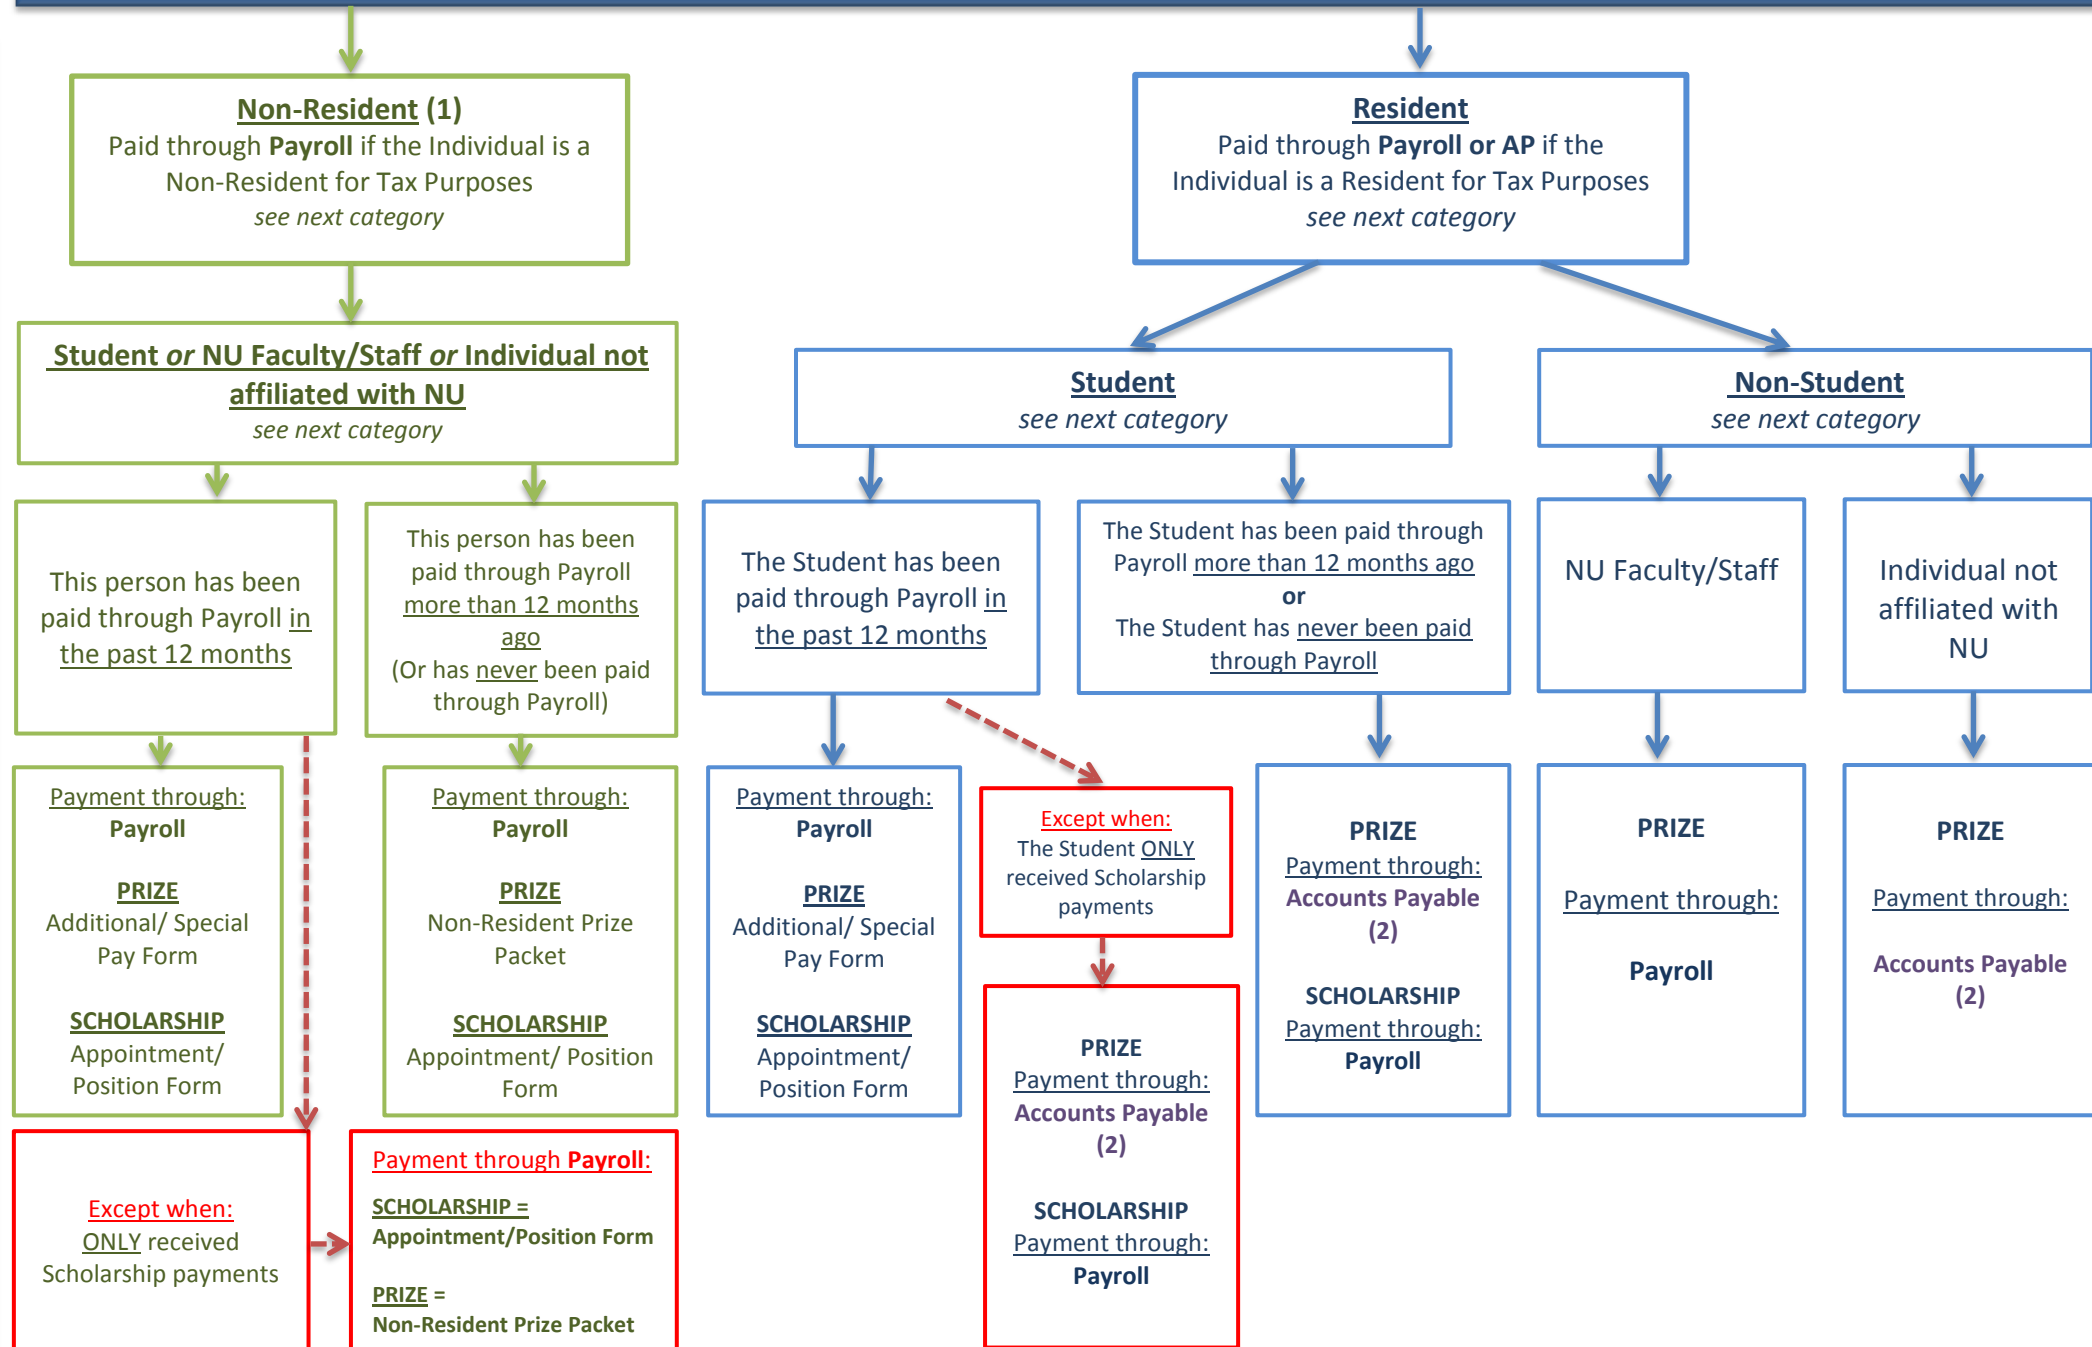 Non-Resident (1)
Paid through Payroll if the Individual is a
Non-Resident for Tax Purposes
see next category
Resident
Paid through Payroll or AP if the
Individual is a Resident for Tax Purposes
see next category
Student or NU Faculty/Staff or Individual not
affiliated with NU
see next category
Student
see next category
Non-Student
see next category
This person has been
paid through Payroll in
the past 12 months
This person has been
paid through Payroll
more than 12 months
ago
(Or has never been paid
through Payroll)
The Student has been
paid through Payroll in
the past 12 months
The Student has been paid through
Payroll more than 12 months ago
or
The Student has never been paid
through Payroll
NU Faculty/Staff
Individual not
affiliated with
NU
Payment through:
Payroll
PRIZE
Additional/ Special
Pay Form
SCHOLARSHIP
Appointment/
Position Form
Payment through:
Payroll
PRIZE
Non-Resident Prize
Packet
SCHOLARSHIP
Appointment/ Position
Form
Payment through:
Payroll
PRIZE
Additional/ Special
Pay Form
SCHOLARSHIP
Appointment/
Position Form
Except when:
The Student ONLY
received Scholarship
payments
PRIZE
Payment through:
Accounts Payable
(2)
SCHOLARSHIP
Payment through:
Payroll
PRIZE
Payment through:
Accounts Payable
(2)
SCHOLARSHIP
Payment through:
Payroll
PRIZE
Payment through:
Payroll
PRIZE
Payment through:
Accounts Payable
(2)
Except when:
ONLY received
Scholarship payments
Payment through Payroll:
SCHOLARSHIP =
Appointment/Position Form
PRIZE =
Non-Resident Prize Packet